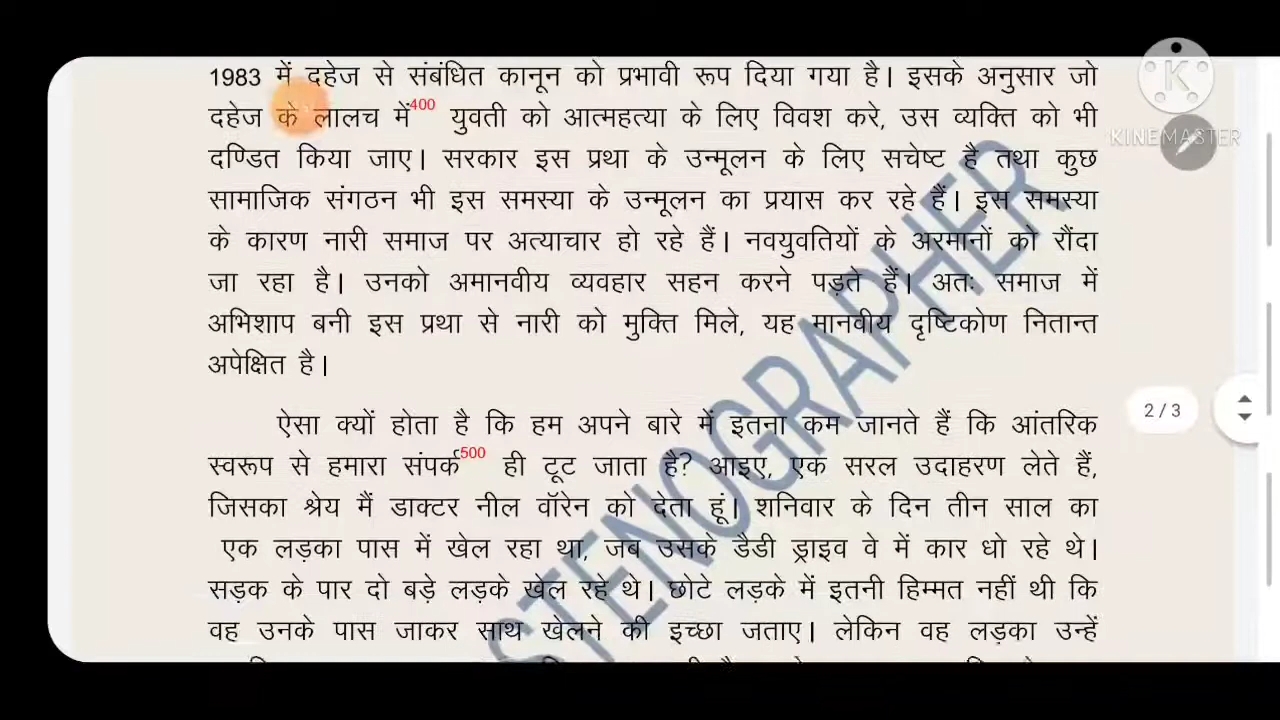 1983 में दहेज से संबंधित कानून को प्रभावी रूप दिया गया है। इसके अनुसार जो
दहेज के लालच में400 युवती को आत्महत्या के लिए विवश करे, उस व्यक्ति को भी
KINEMASTER
दण्डित किया जाए। सरकार इस प्रथा के उन्मूलन के लिए सचेष्ट है तथा कुछ
सामाजिक संगठन भी इस समस्या के उन्मूलन का प्रयास कर रहे हैं। इस समस्या
के कारण नारी समाज पर अत्याचार हो रहे हैं। नवयुवतियों के अरमानों को रौंदा
जा रहा है। उनको अमानवीय व्यवहार सहन करने पड़ते हैं। अतः समाज में
अभिशाप बनी इस प्रथा से नारी को मुक्ति मिले, यह मानवीय दृष्टिकोण नितान्त
अपेक्षित है।
2 / 3
ऐसा क्यों होता है कि हम अपने बारे में इतना कम जानते हैं कि आंतरिक
स्वरूप से हमारा संपर्क500 ही टूट जाता है? आइए, एक सरल उदाहरण लेते हैं,
जिसका श्रेय मैं डाक्टर नील वॉरेन को देता हूं। शनिवार के दिन तीन साल का
एक लड़का पास में खेल रहा था, जब उसके डैडी ड्राइव वे में कार धो रहे थे।
सड़क के पार दो बड़े लड़के खेल रहे थे। छोटे लड़के में इतनी हिम्मत नहीं थी कि
वह उनके पास जाकर साथ खेलने की इच्छा जताए। लेकिन वह लड़का उन्हें
STENOGRAPHER